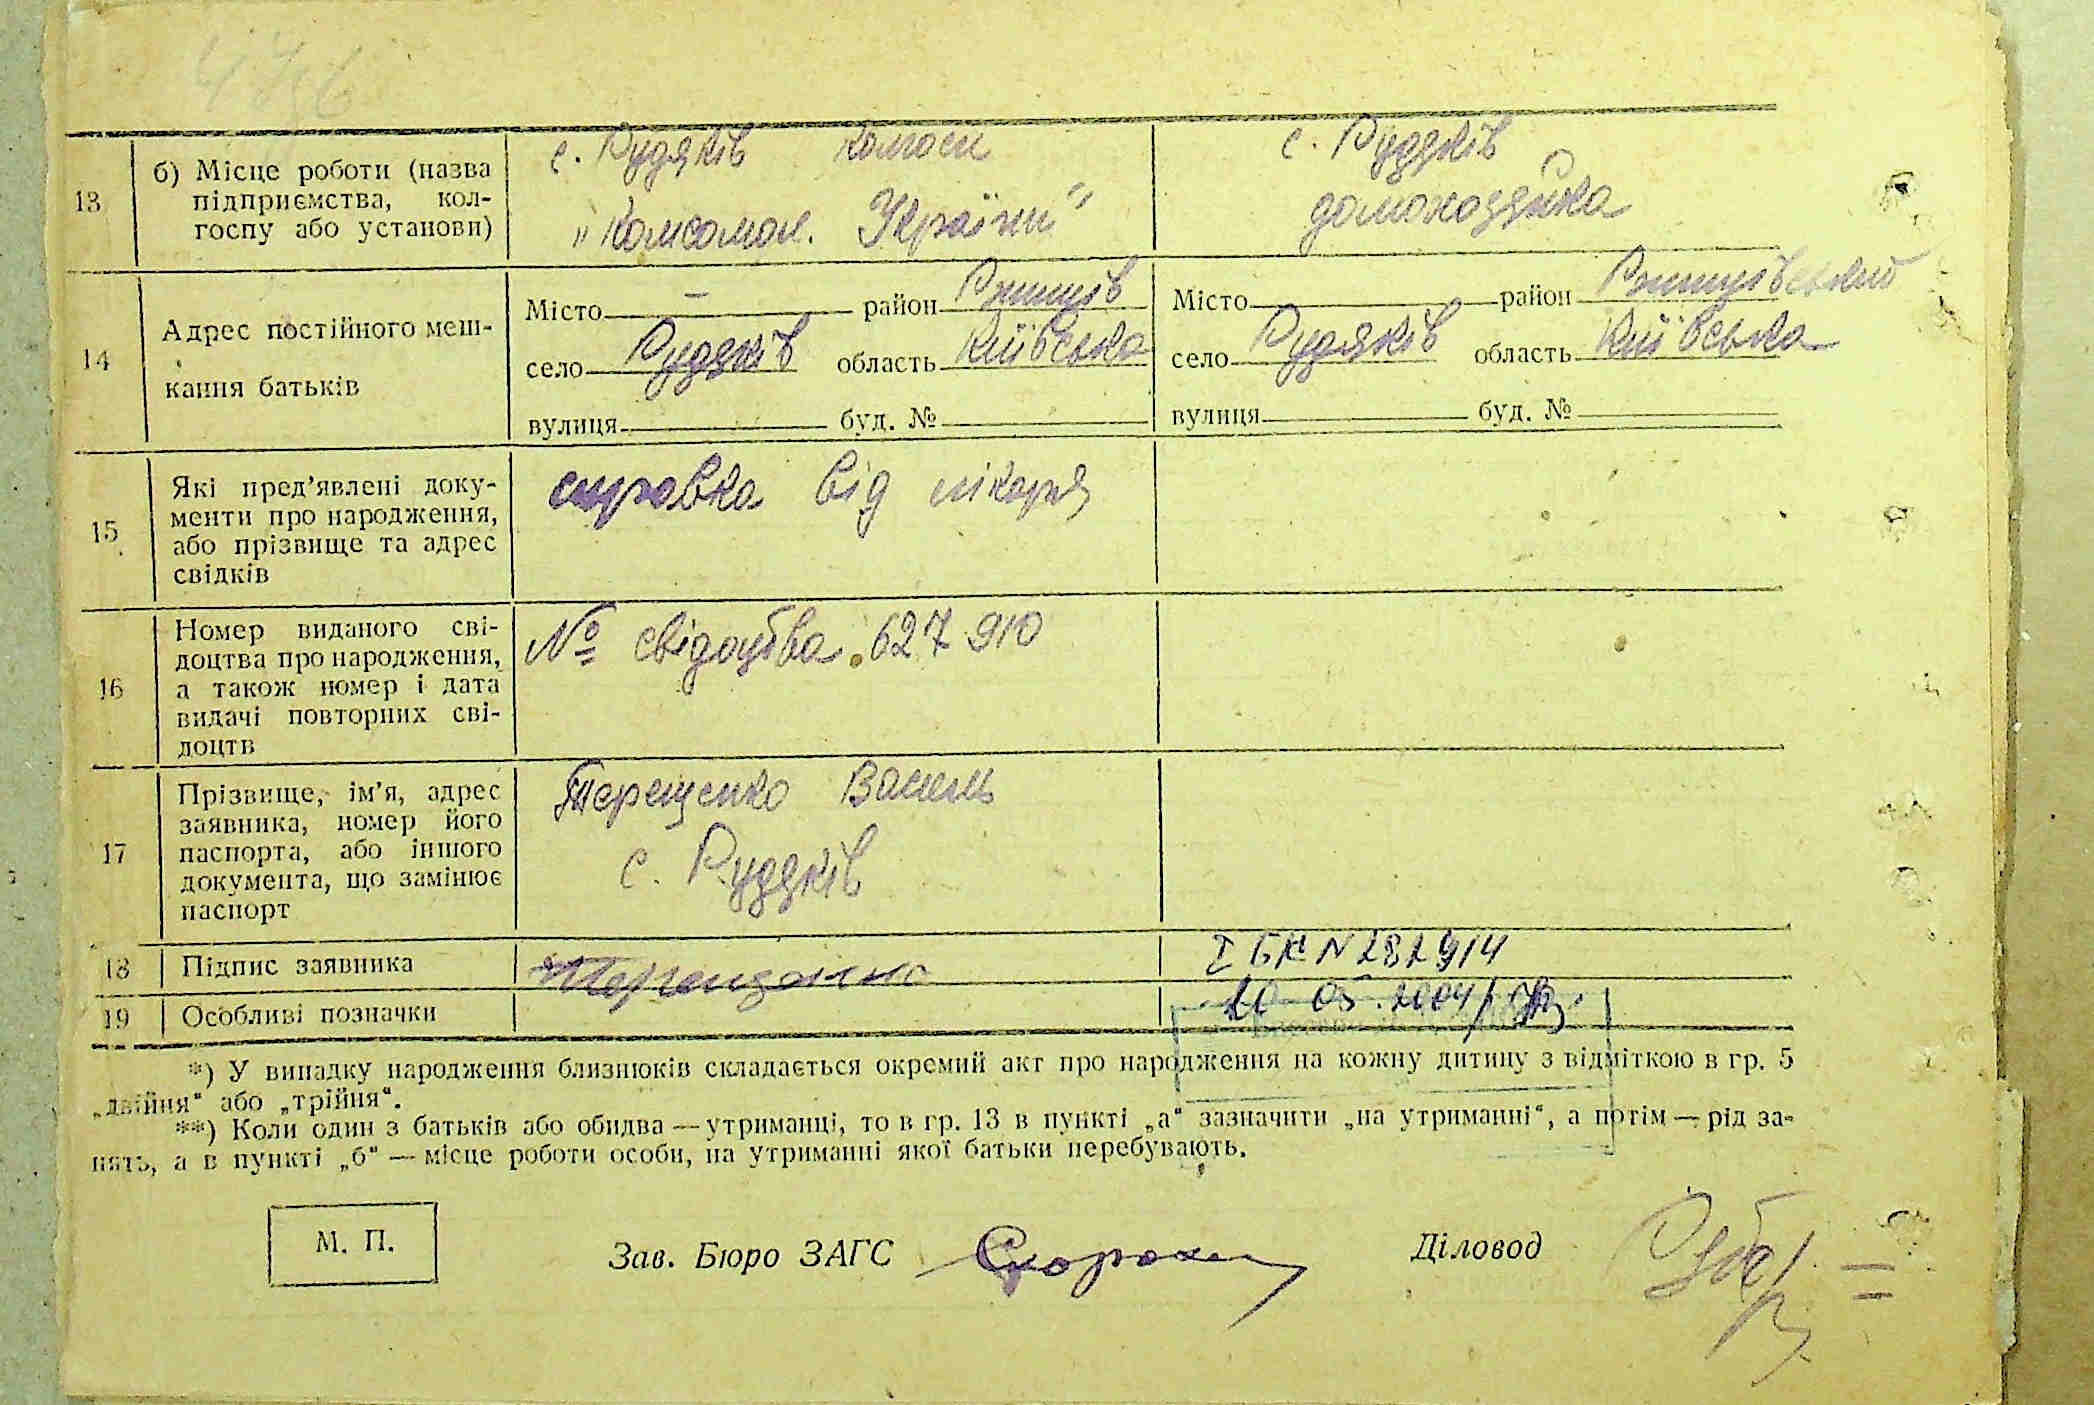 13
б) Місце роботи (назва
підприємства, кол-
госпу або установи)
с. Рудяків колгосп
„Комсомол. України"
с. Рудяків
домохозяйка
14
Адрес постійного меш-
кання батьків
Місто — район Ржищів
село Рудяків область Київська
вулиця буд. №
Місто район Ржищівський
село Рудяків область Київська
вулиця буд. №
15
Які пред’явлені доку-
менти про народження,
або прізвище та адрес
свідків
справка від лікаря
16
Номер виданого сві-
доцтва про народження,
а також номер і дата
видачі повторних сві-
доцтв
№ свідоцтва 627910
17
Прізвище, ім’я, адрес
заявника, номер його
паспорта, або іншого
документа, що замінює
паспорт
Терещенко Василь
с. Рудяків
18
Підпис заявника
Терещенко
І БК N 282914
19
Особливі позначки
20 05. 2004
*) У випадку народження близнюків складається окремий акт про народження на кожну дитину з відміткою в гр. 5
„двійня“ або „трійня“.
**) Коли один з батьків або обидва — утриманці, то в гр. 13 в пункті „а“ зазначити „на утриманні“, а потім — рід за-
нять, а в пункті „б“ — місце роботи особи, на утриманні якої батьки перебувають.
М. П.
Зав. Бюро ЗАГС
Діловод